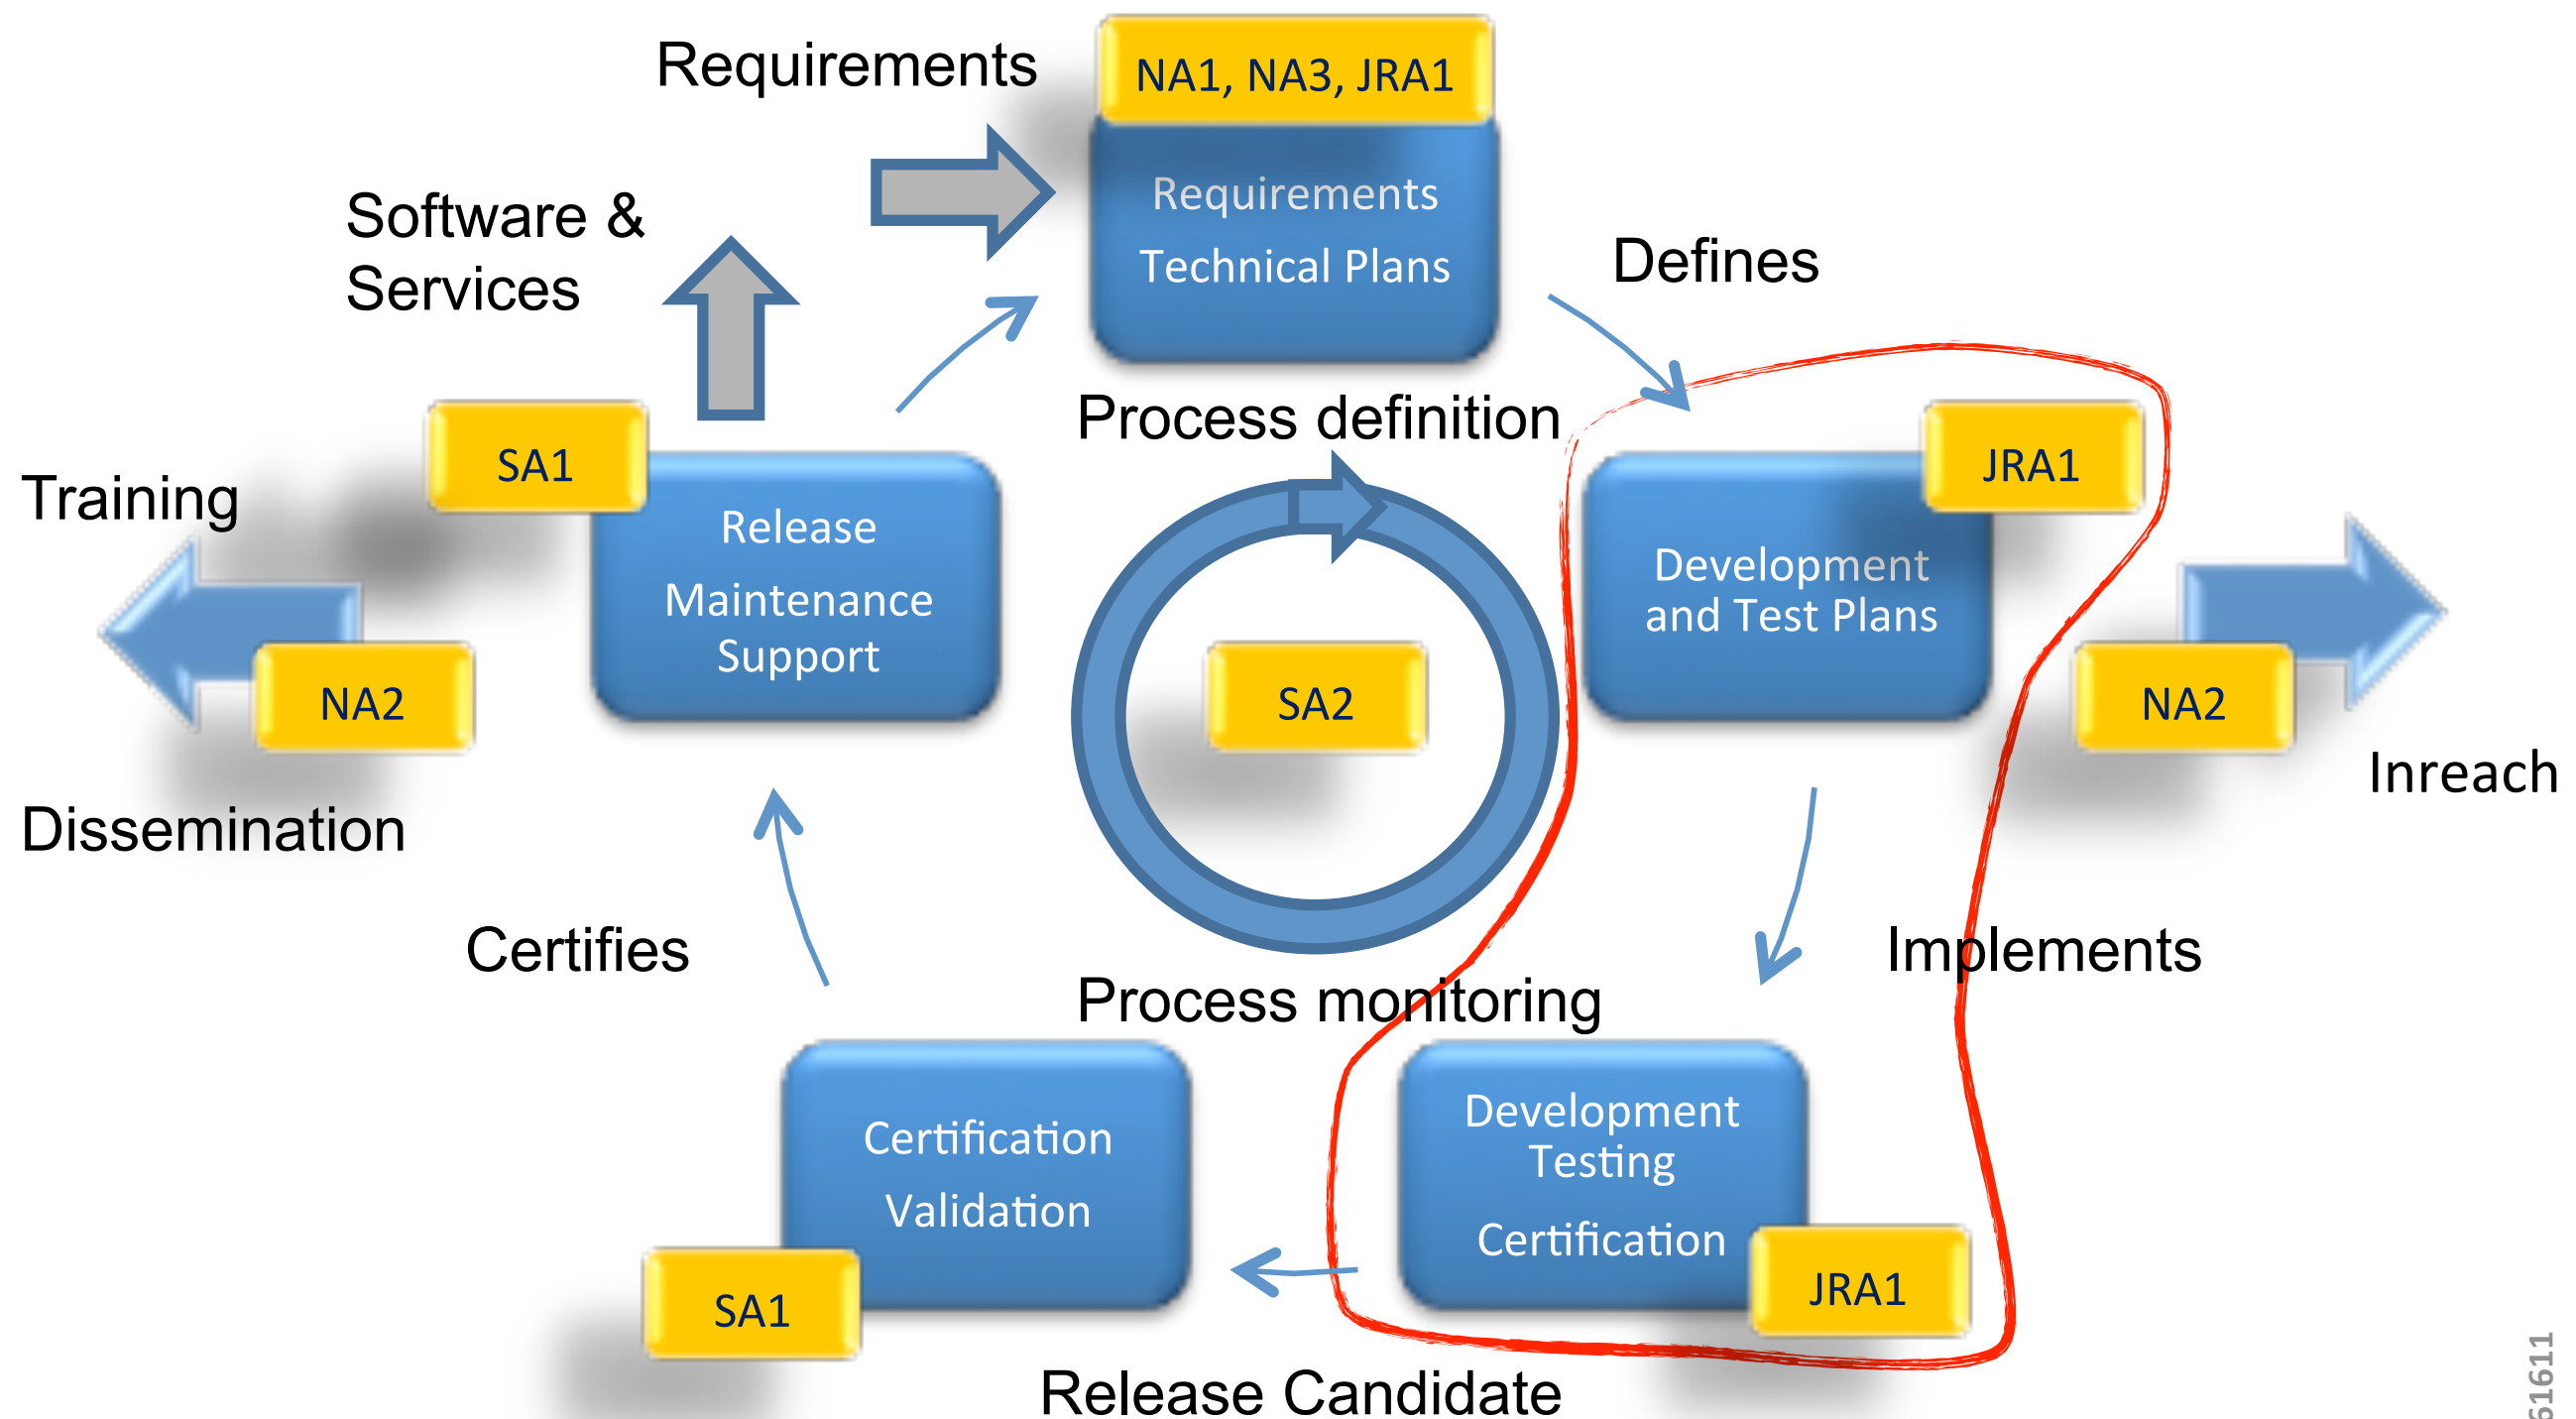 Requirements
NA1, NA3, JRA1
Requirements
Technical Plans
Software &
Services
Defines
Process definition
SA1
Release
Maintenance
Support
Training
NA2
Dissemination
SA2
JRA1
Development
and Test Plans
NA2
Inreach
Certifies
Implements
Process monitoring
Certification
Validation
SA1
Development
Testing
Certification
JRA1
Release Candidate
61611